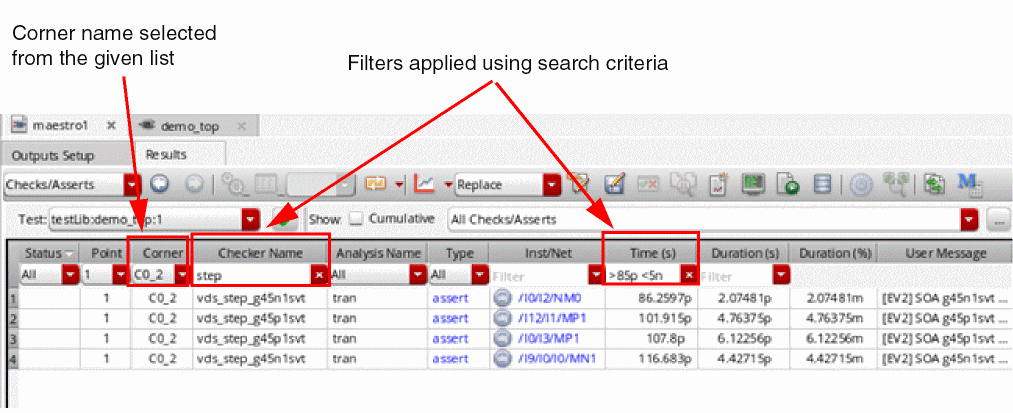 Corner name selected
from the given list
Filters applied using search criteria
maestro1 x demo_top x
Outputs Setup Results
Checks/Asserts Replace
Test: testLib:demo_top:1 Show: Cumulative All Checks/Asserts ...
Status Point Corner Checker Name Analysis Name Type Inst/Net Time (s) Duration (s) Duration (%) User Message
All 1 C0_2 step All All Filter >85p <5n Filter
1 1 C0_2 vds_step_g45n1svt tran assert /I0/I2/NM0 86.2597p 2.07481p 2.07481m [EV2] SOA g45n1svt ...
2 1 C0_2 vds_step_g45p1svt tran assert /I12/I1/MP1 101.915p 4.76375p 4.76375m [EV2] SOA g45p1svt ...
3 1 C0_2 vds_step_g45p1svt tran assert /I0/I3/MP1 107.8p 6.12256p 6.12256m [EV2] SOA g45p1svt ...
4 1 C0_2 vds_step_g45n1svt tran assert /I9/I0/I0/MN1 116.683p 4.42715p 4.42715m [EV2] SOA g45n1svt ...